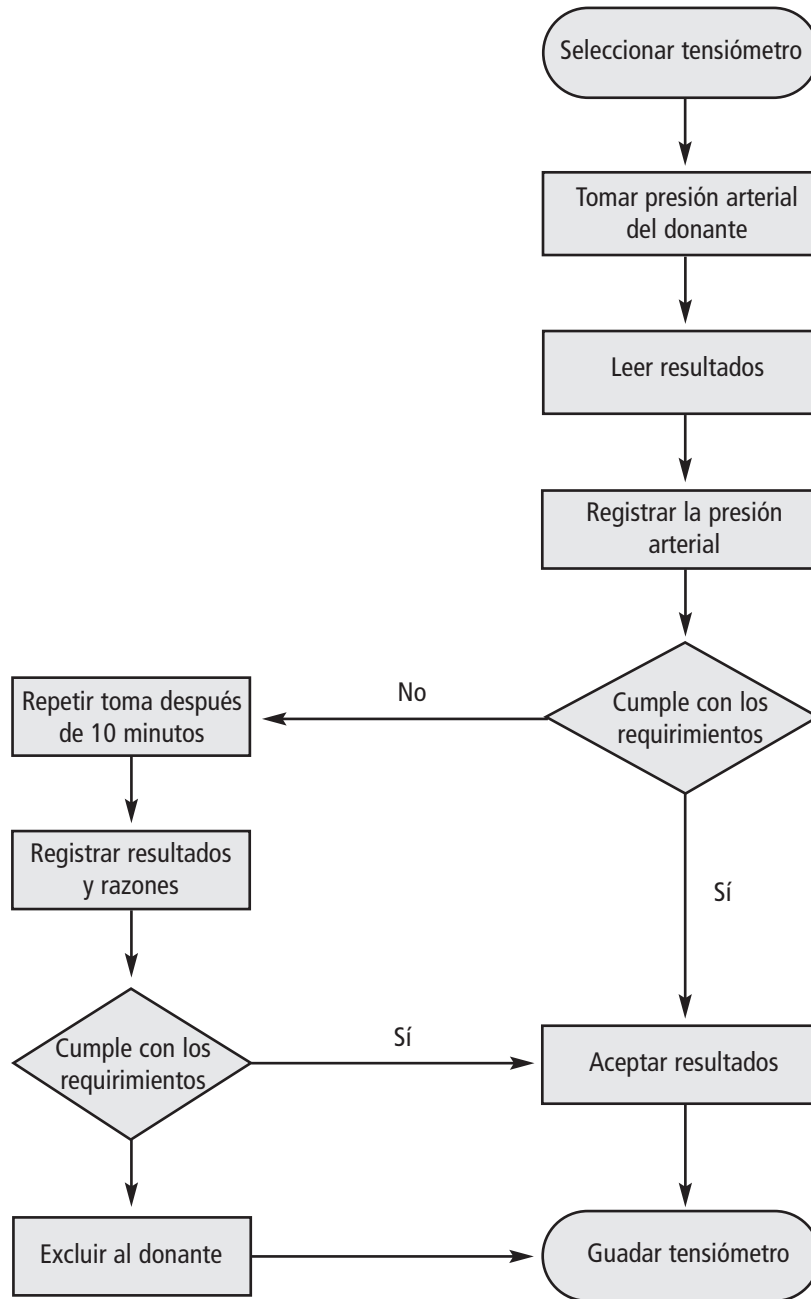 Seleccionar tensiómetro
Tomar presión arterial
del donante
Leer resultados
Registrar la presión
arterial
Cumple con los
requirimientos
No
Repetir toma después
de 10 minutos
Registrar resultados
y razones
Sí
Cumple con los
requirimientos
Sí
Aceptar resultados
Excluir al donante
Guadar tensiómetro